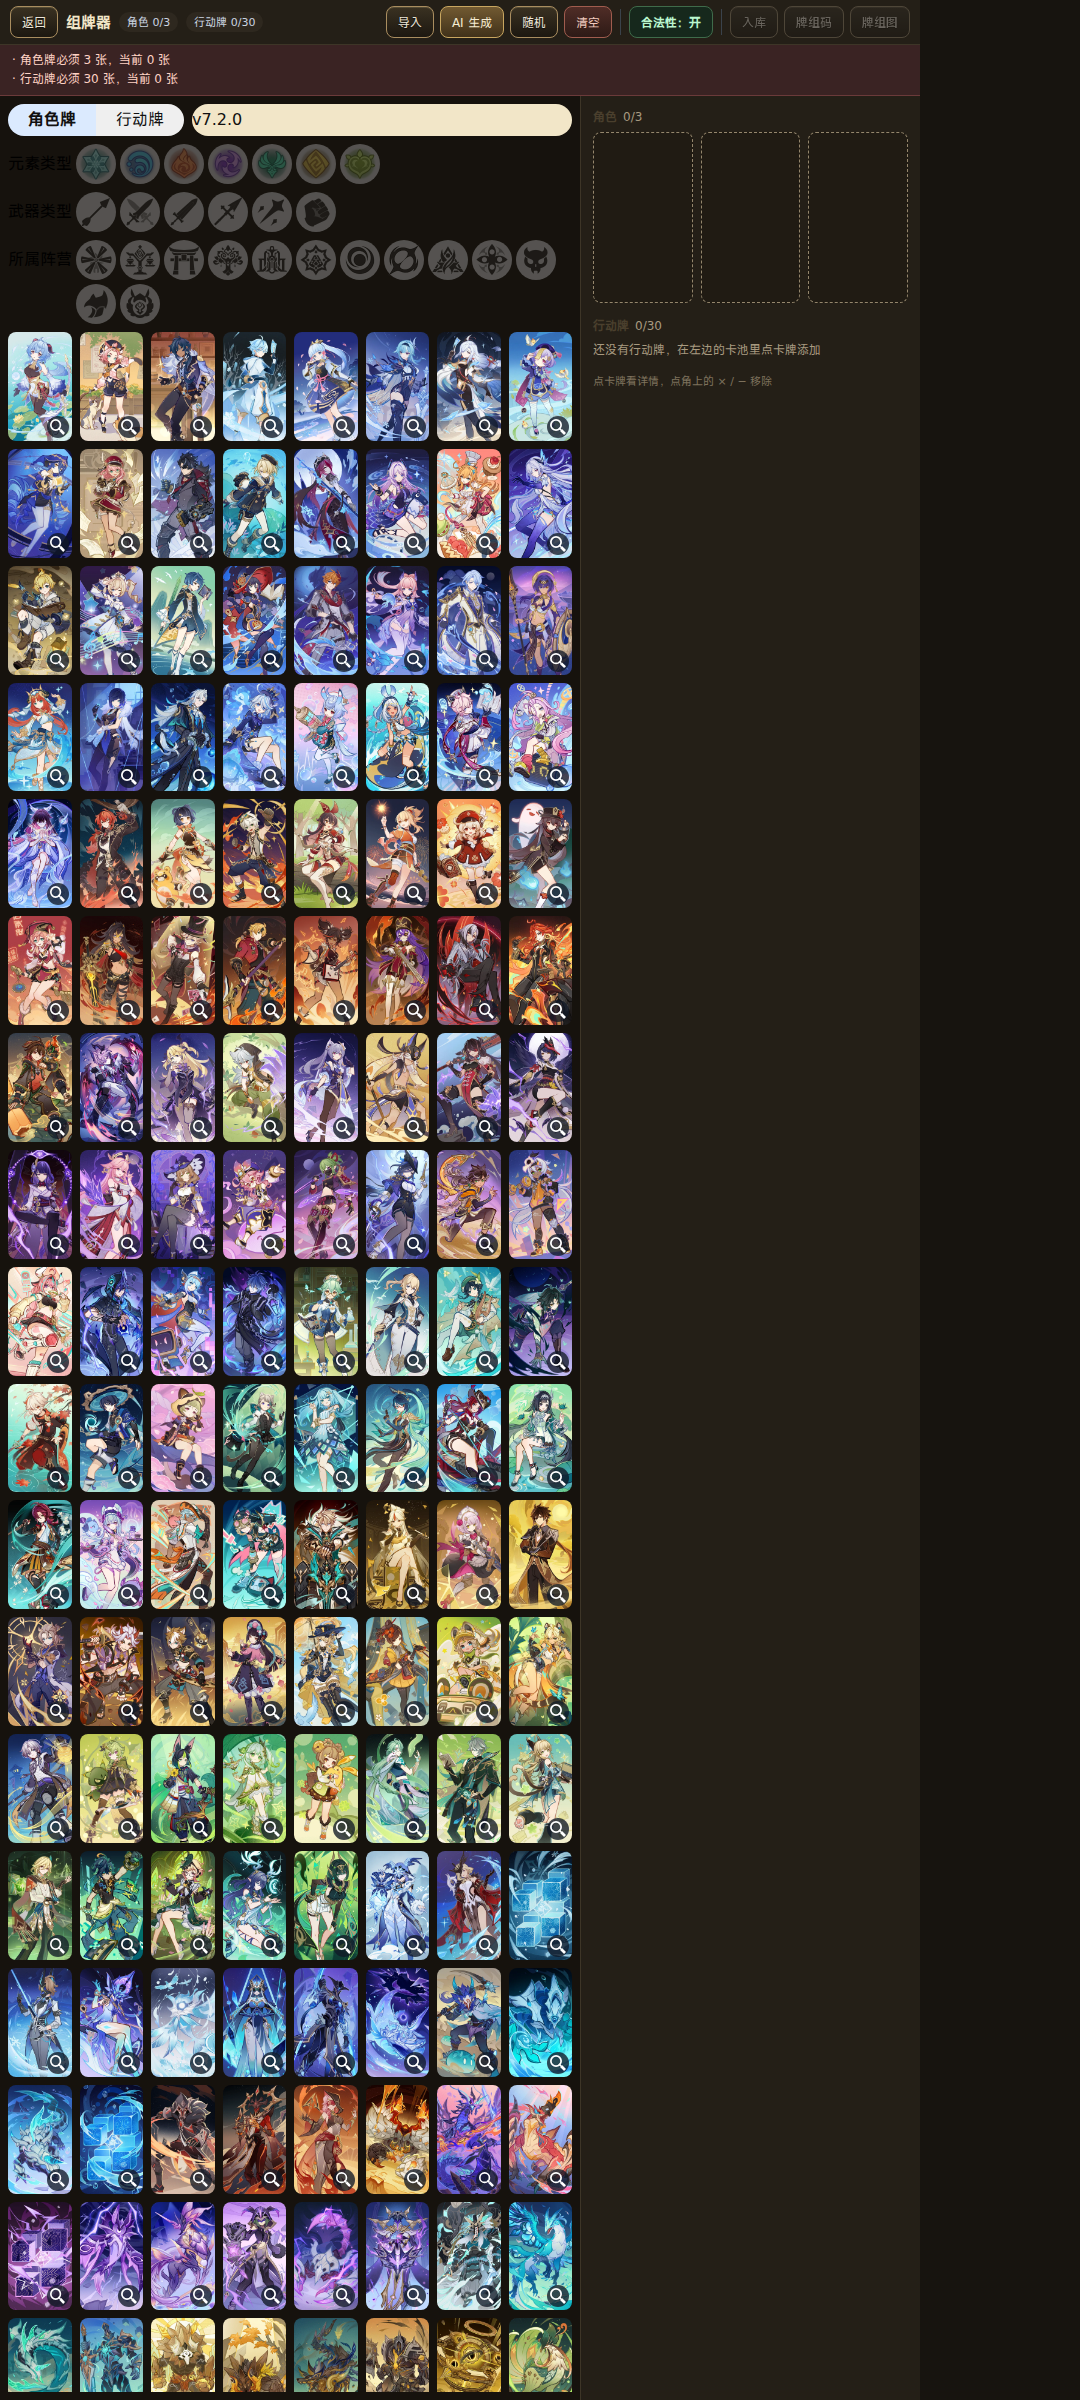 返回 组牌器 角色 0/3 行动牌 0/30 导入 AI 生成 随机 清空 合法性：开 入库 牌组码 牌组图
· 角色牌必须 3 张，当前 0 张
· 行动牌必须 30 张，当前 0 张
角色牌 行动牌 v7.2.0
元素类型
武器类型
所属阵营
角色 0/3
行动牌 0/30
还没有行动牌，在左边的卡池里点卡牌添加
点卡牌看详情，点角上的 × / − 移除